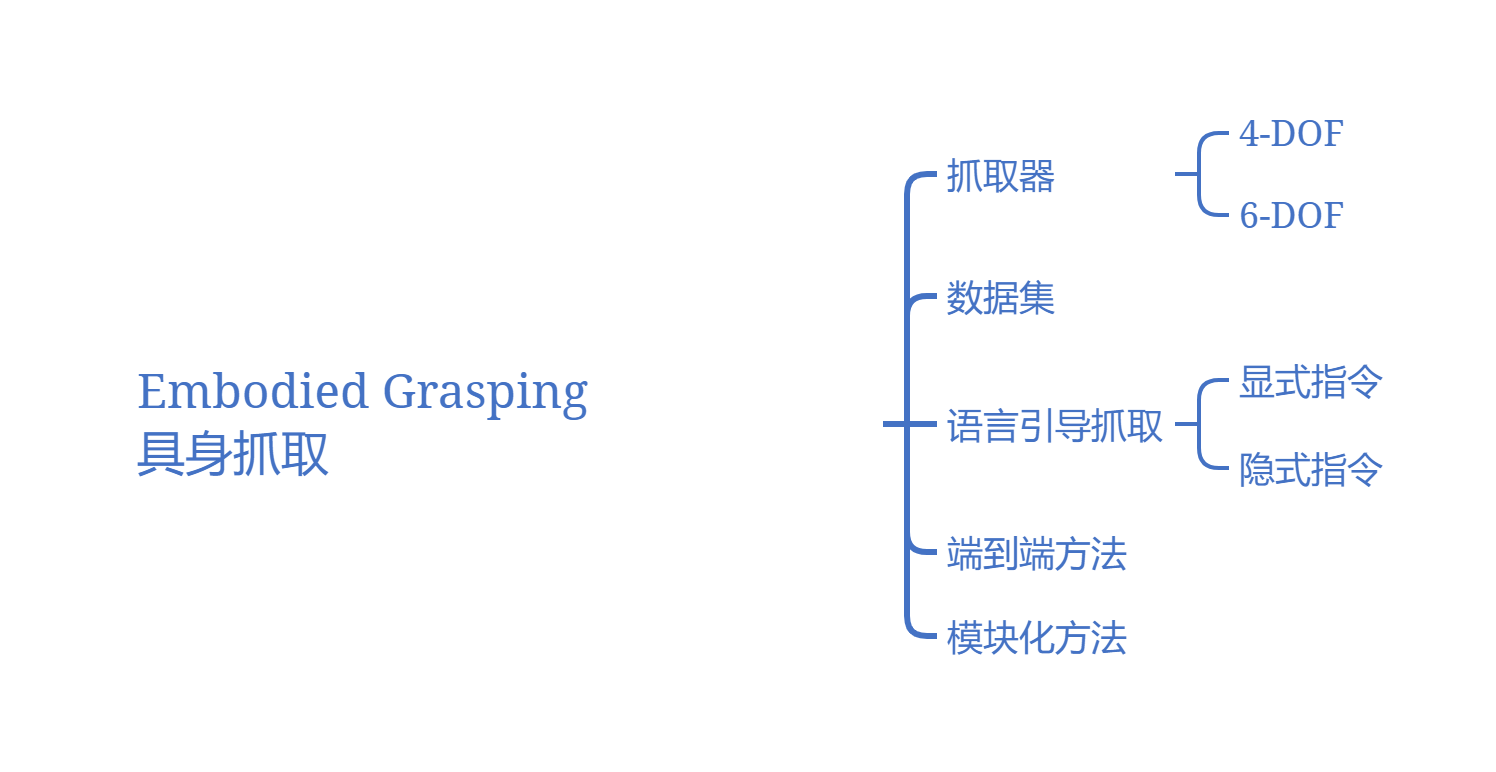 Embodied Grasping
具身抓取
抓取器
4-DOF
6-DOF
数据集
语言引导抓取
显式指令
隐式指令
端到端方法
模块化方法